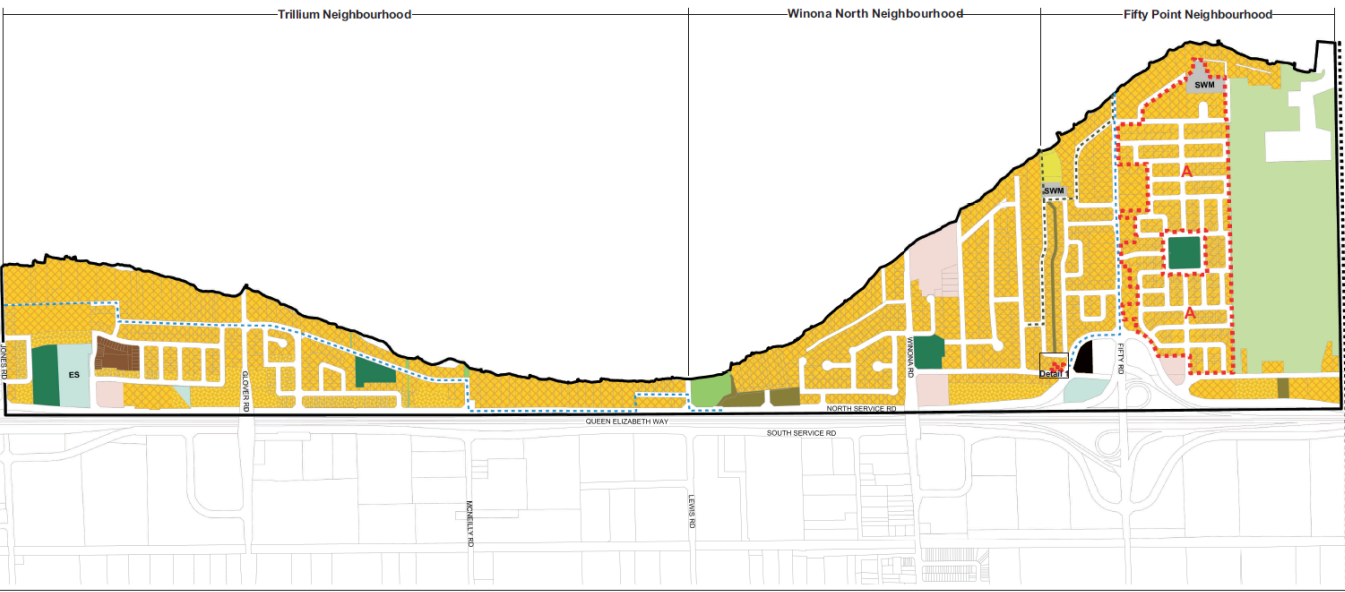 Trillium Neighbourhood
Winona North Neighbourhood
Fifty Point Neighbourhood
SWM
A
SWM
A
JONES RD
ES
GLOVER RD
WINONA RD
FIFTY RD
Detail 1
NORTH SERVICE RD
QUEEN ELIZABETH WAY
SOUTH SERVICE RD
MCNEILLY RD
LEWIS RD